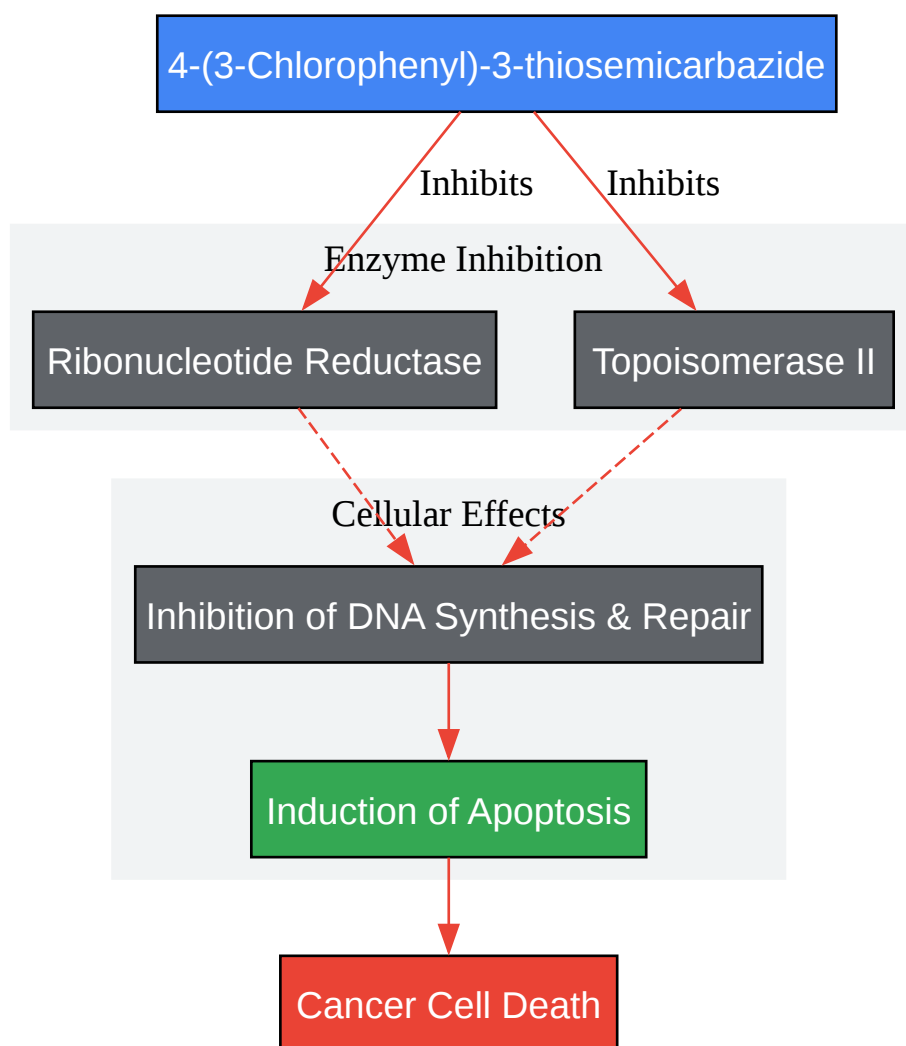 4-(3-Chlorophenyl)-3-thiosemicarbazide
Inhibits
Inhibits
Enzyme Inhibition
Ribonucleotide Reductase
Topoisomerase II
Cellular Effects
Inhibition of DNA Synthesis & Repair
Induction of Apoptosis
Cancer Cell Death